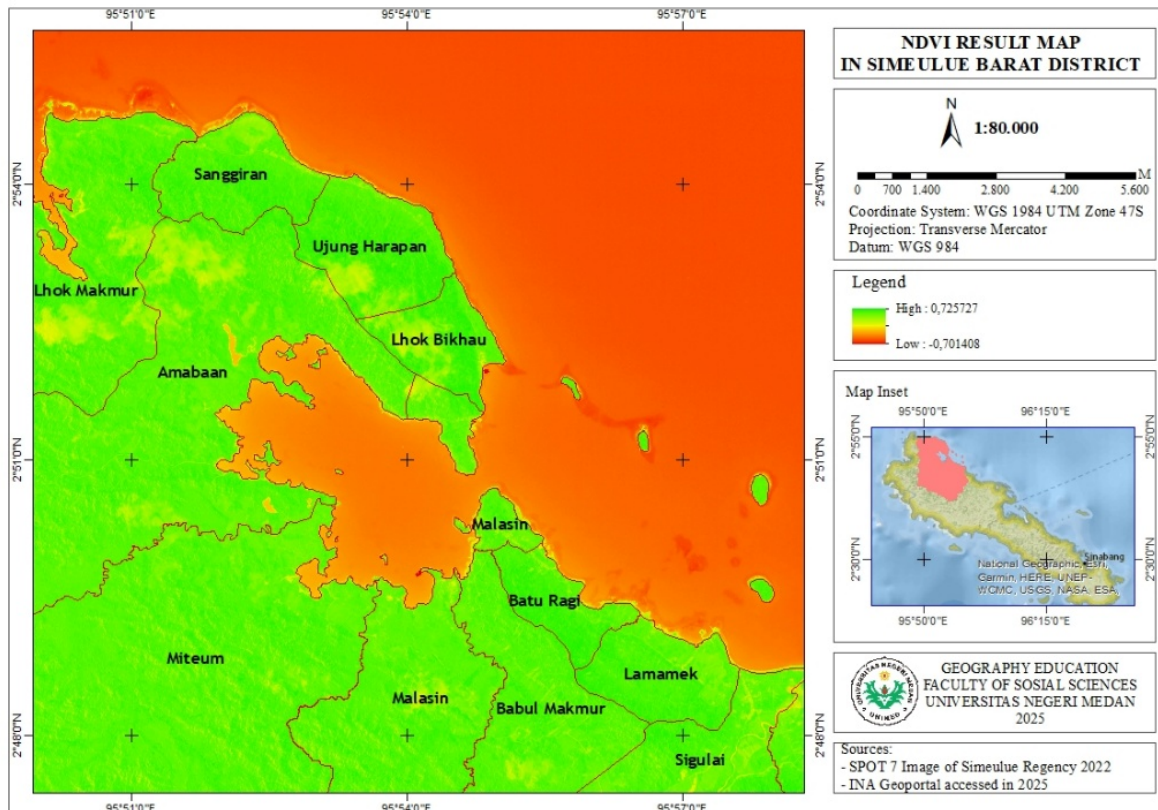 95°51'0"E
95°54'0"E
95°57'0"E
2°54'0"N
2°51'0"N
2°48'0"N
2°54'0"N
2°51'0"N
2°48'0"N
95°51'0"E
95°54'0"E
95°57'0"E
Sanggiran
Ujung Harapan
Lhok Makmur
Lhok Bikhau
Amabaan
Malasin
Batu Ragi
Miteum
Lamamek
Malasin
Babul Makmur
Sigulai
NDVI RESULT MAP
IN SIMEULUE BARAT DISTRICT
N
1:80.000
M
0 700 1.400 2.800 4.200 5.600
Coordinate System: WGS 1984 UTM Zone 47S
Projection: Transverse Mercator
Datum: WGS 984
Legend
High : 0,725727
Low : -0,701408
Map Inset
95°50'0"E 96°15'0"E
2°55'0"N
2°55'0"N
2°30'0"N
2°30'0"N
Sinabang
National Geographic, Esri,
Garmin, HERE, UNEP-
WCMC, USGS, NASA, ESA,
95°50'0"E 96°15'0"E
UNIVERSITAS NEGERI MEDAN
UNIMED
GEOGRAPHY EDUCATION
FACULTY OF SOSIAL SCIENCES
UNIVERSITAS NEGERI MEDAN
2025
Sources:
- SPOT 7 Image of Simeulue Regency 2022
- INA Geoportal accessed in 2025